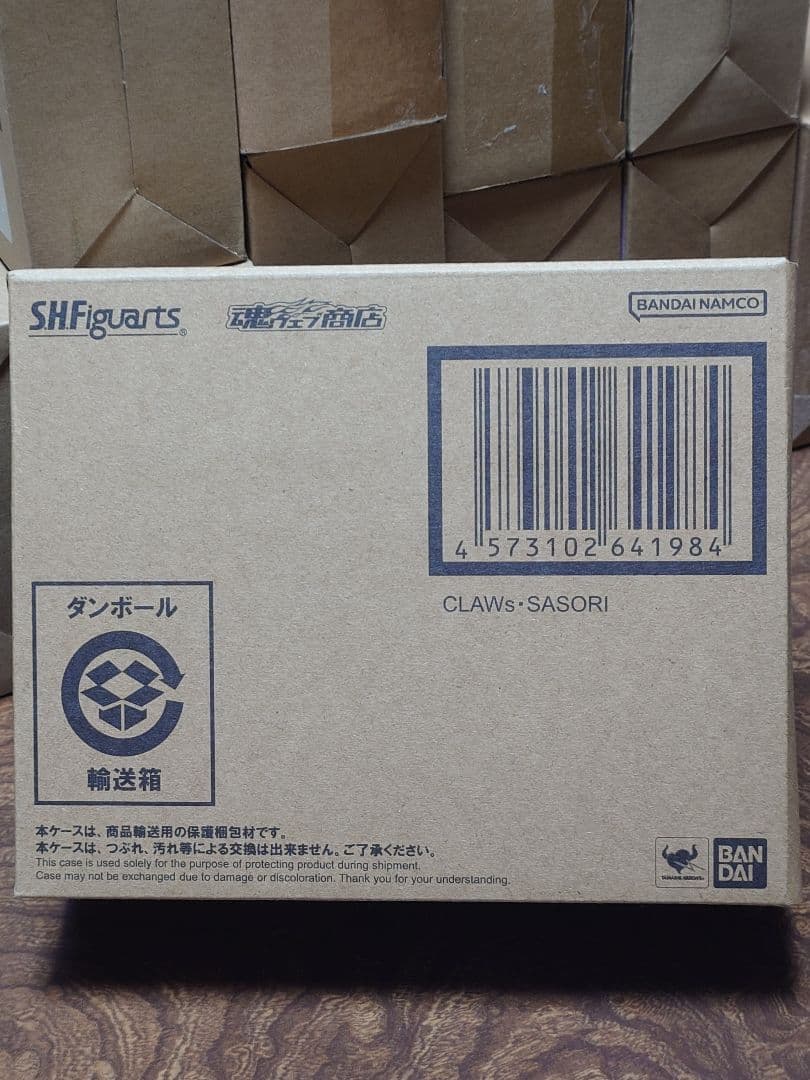 S.H.Figuarts®
魂ウェブ商店
BANDAI NAMCO
4 573102 641984
CLAWs・SASORI
ダンボール
輸送箱
本ケースは、商品輸送用の保護梱包材です。
本ケースは、つぶれ、汚れ等による交換は出来ません。ご了承ください。
This case is used solely for the purpose of protecting product during shipment.
Case may not be exchanged due to damage or discoloration. Thank you for your understanding.
TAMASHII NATIONS
BAN
DAI